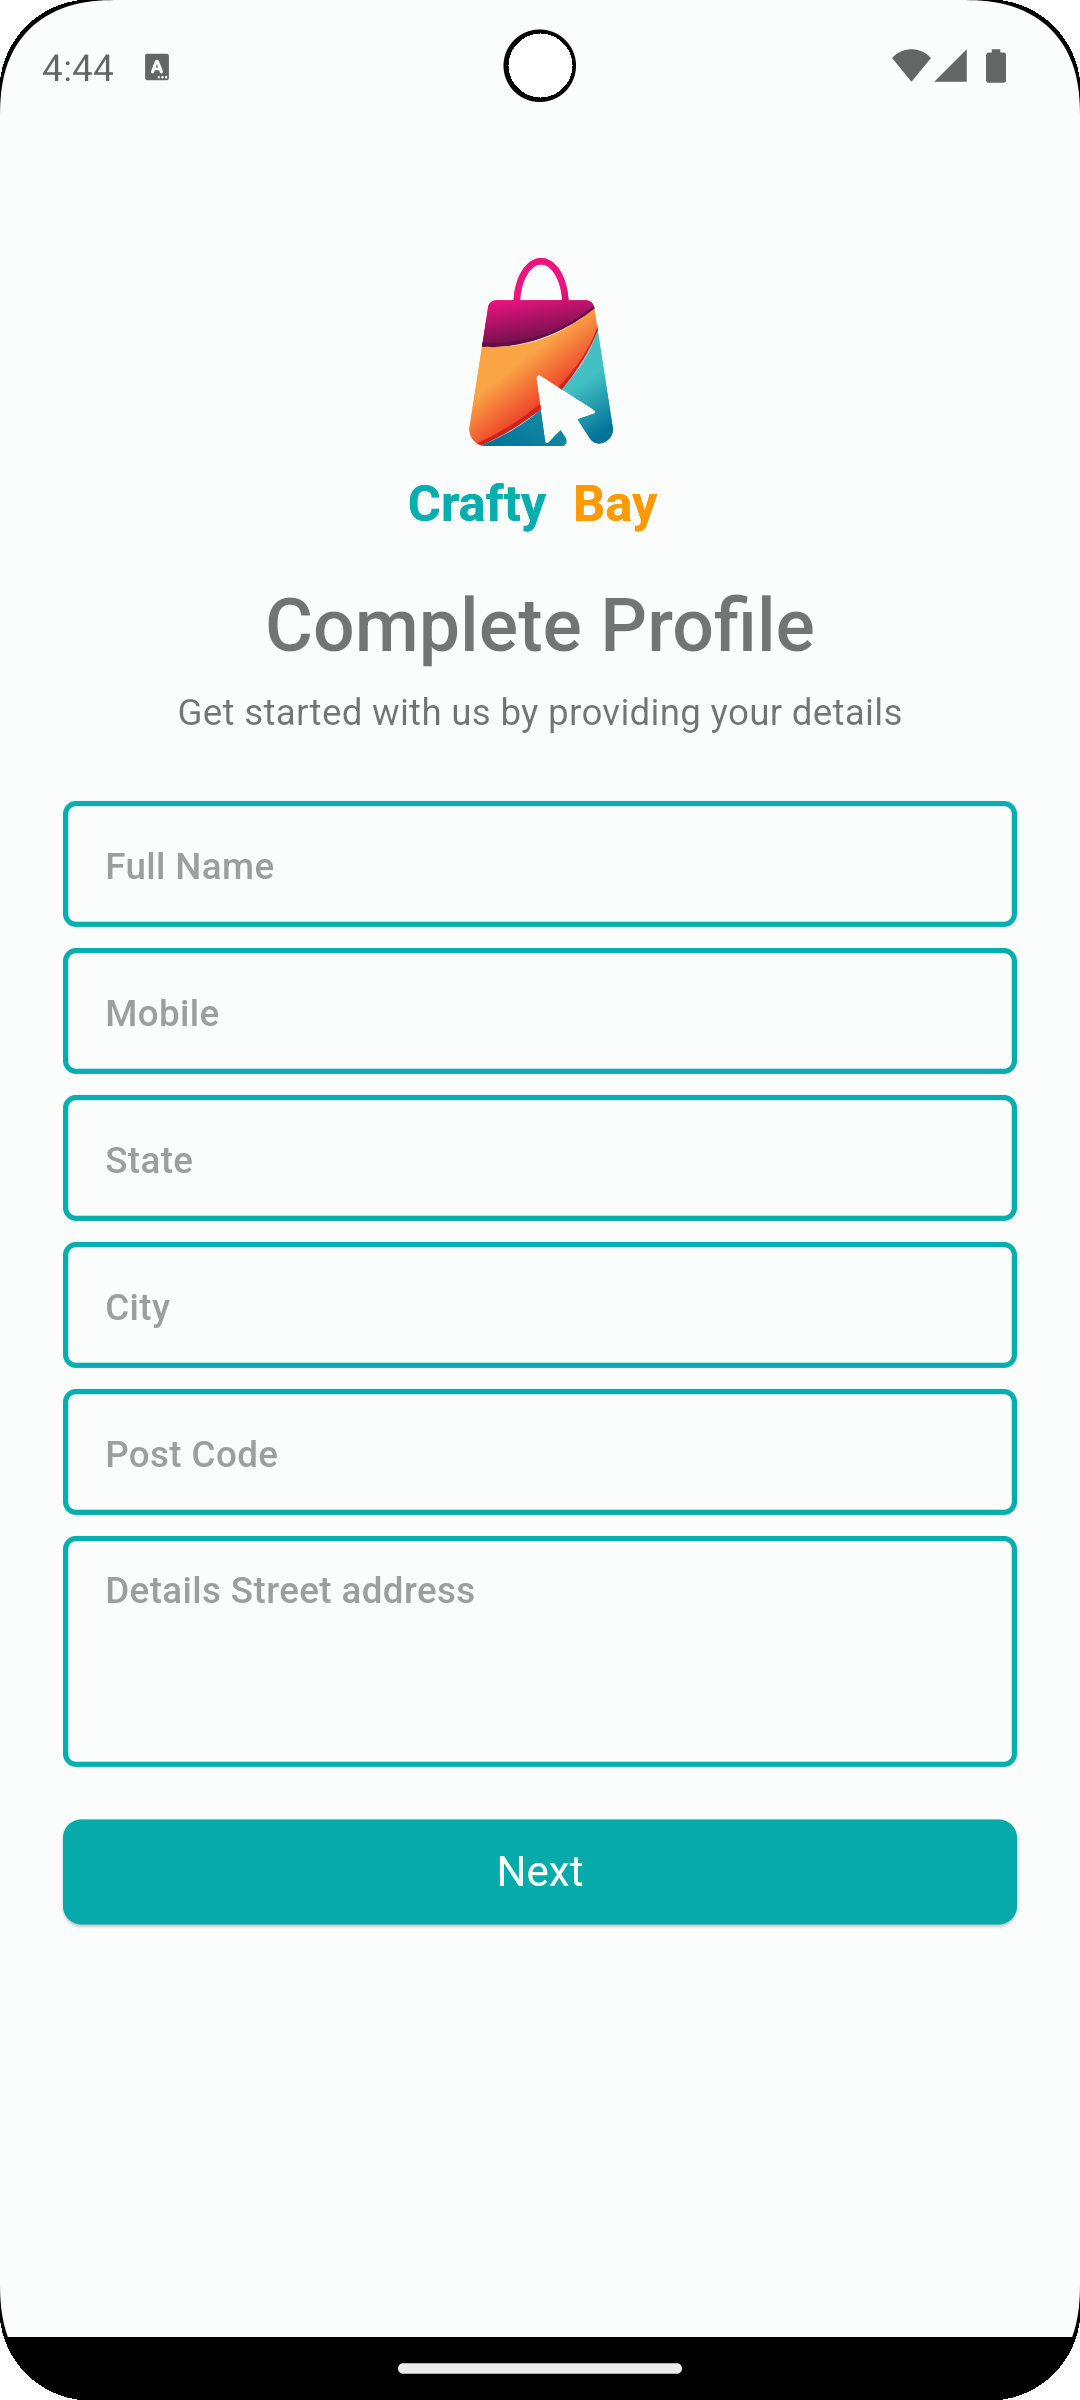 4:44
Crafty Bay
Complete Profile
Get started with us by providing your details
Full Name
Mobile
State
City
Post Code
Details Street address
Next